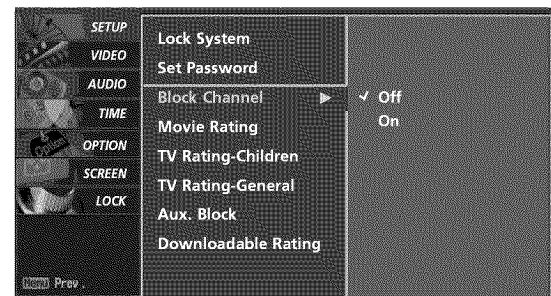 SETUP
VIDEO
AUDIO
TIME
OPTION
SCREEN
LOCK
Lock System
Set Password
Block Channel ▶
Movie Rating
TV Rating-Children
TV Rating-General
Aux. Block
Downloadable Rating
✓ Off
On
Menu Prev.